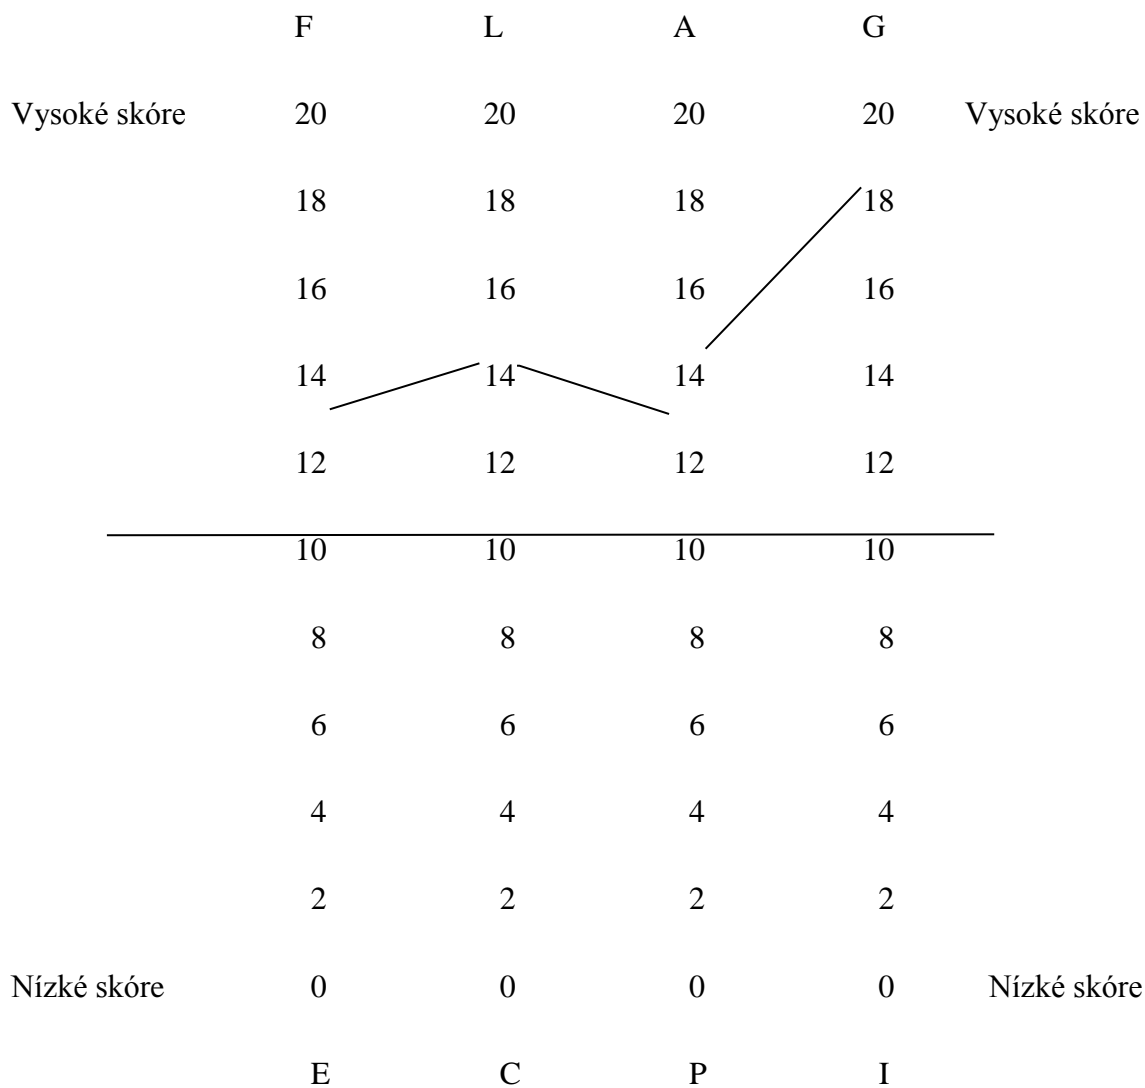 F L A G
Vysoké skóre 20 20 20 20 Vysoké skóre
18 18 18 18
16 16 16 16
14 14 14 14
12 12 12 12
10 10 10 10
8 8 8 8
6 6 6 6
4 4 4 4
2 2 2 2
Nízké skóre 0 0 0 0 Nízké skóre
E C P I